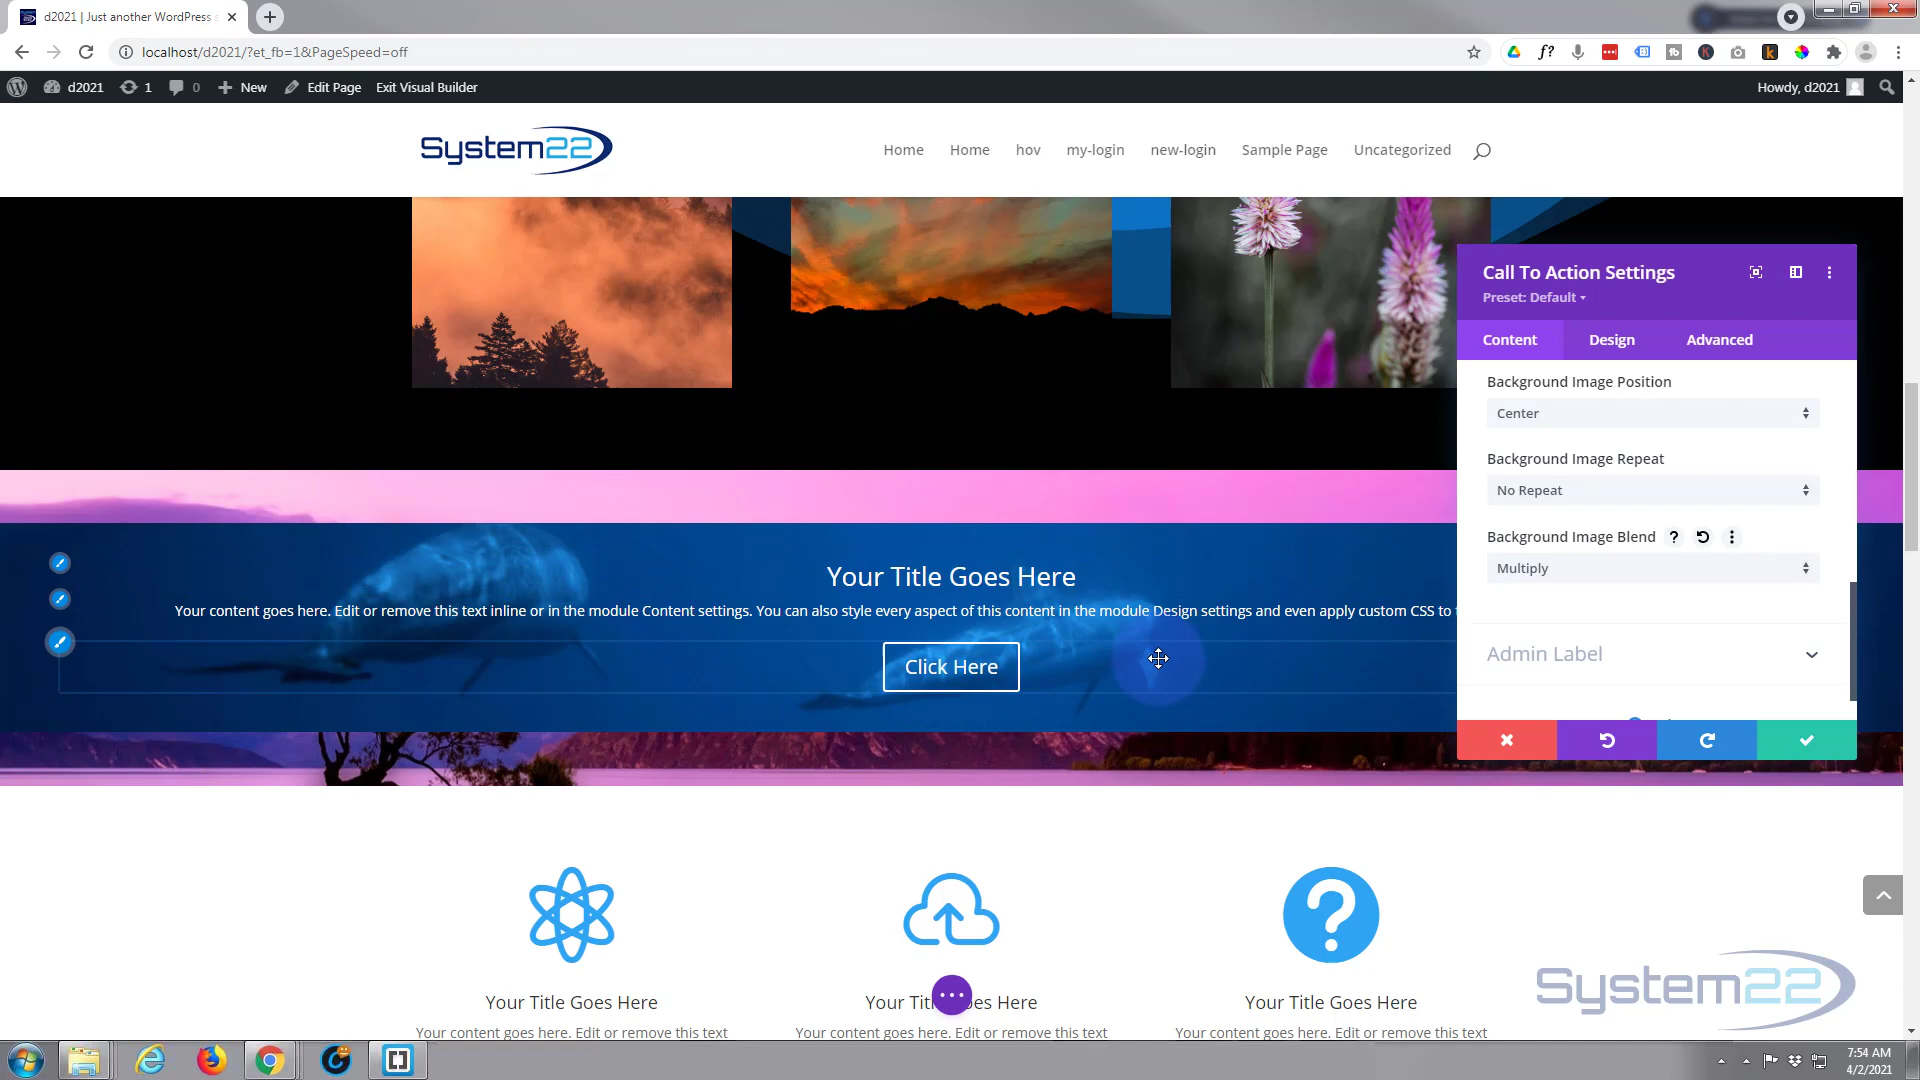 d2021 | Just another WordPress s
localhost/d2021/?et_fb=1&PageSpeed=off
d2021 1 0 New Edit Page Exit Visual Builder Howdy, d2021
System22 Home Home hov my-login new-login Sample Page Uncategorized
Call To Action Settings
Preset: Default
Content Design Advanced
Background Image Position
Center
Background Image Repeat
No Repeat
Background Image Blend ?
Multiply
Admin Label
Your Title Goes Here
Your content goes here. Edit or remove this text inline or in the module Content settings. You can also style every aspect of this content in the module Design settings and even apply custom CSS to
Click Here
Your Title Goes Here
Your content goes here. Edit or remove this text
Your Tit es Here
Your content goes here. Edit or remove this text
Your Title Goes Here
Your content goes here. Edit or remove this text
System22
7:54 AM
4/2/2021